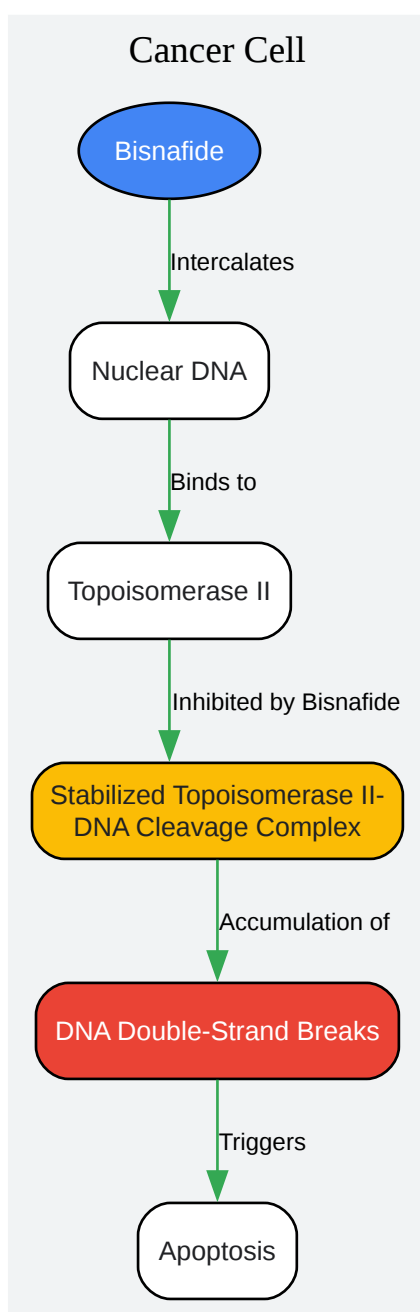 Cancer Cell
Bisnafide
Intercalates
Nuclear DNA
Binds to
Topoisomerase II
Inhibited by Bisnafide
Stabilized Topoisomerase II-
DNA Cleavage Complex
Accumulation of
DNA Double-Strand Breaks
Triggers
Apoptosis